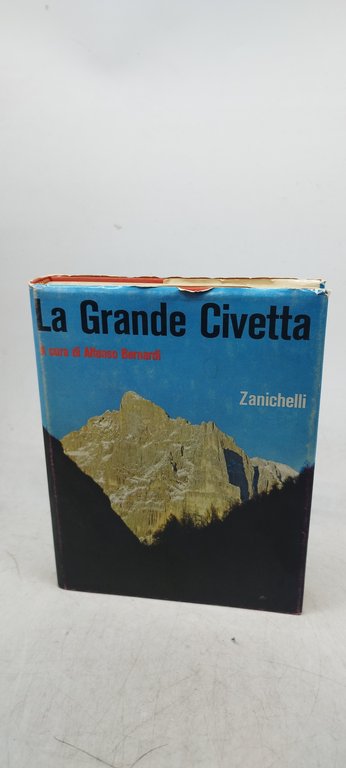 La Grande Civetta
A cura di Alfonso Bernardi
Zanichelli